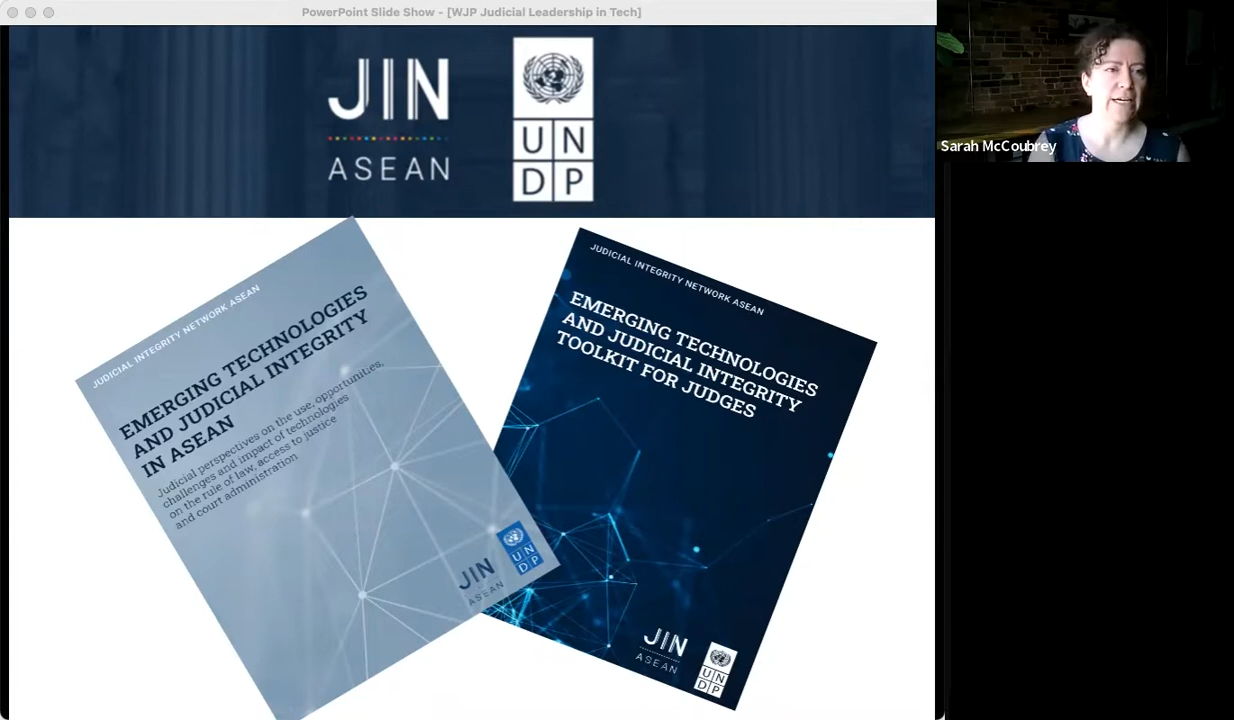 PowerPoint Slide Show - [WJP Judicial Leadership in Tech]
JIN
ASEAN
UN
DP
Sarah McCoubrey
JUDICIAL INTEGRITY NETWORK ASEAN
EMERGING TECHNOLOGIES
AND JUDICIAL INTEGRITY
IN ASEAN
Judicial perspectives on the use, opportunities,
challenges and impact of technologies
on the rule of law, access to justice
and court administration
JIN
ASEAN
UN
DP
JUDICIAL INTEGRITY NETWORK ASEAN
EMERGING TECHNOLOGIES
AND JUDICIAL INTEGRITY
TOOLKIT FOR JUDGES
JIN
ASEAN
UN
DP